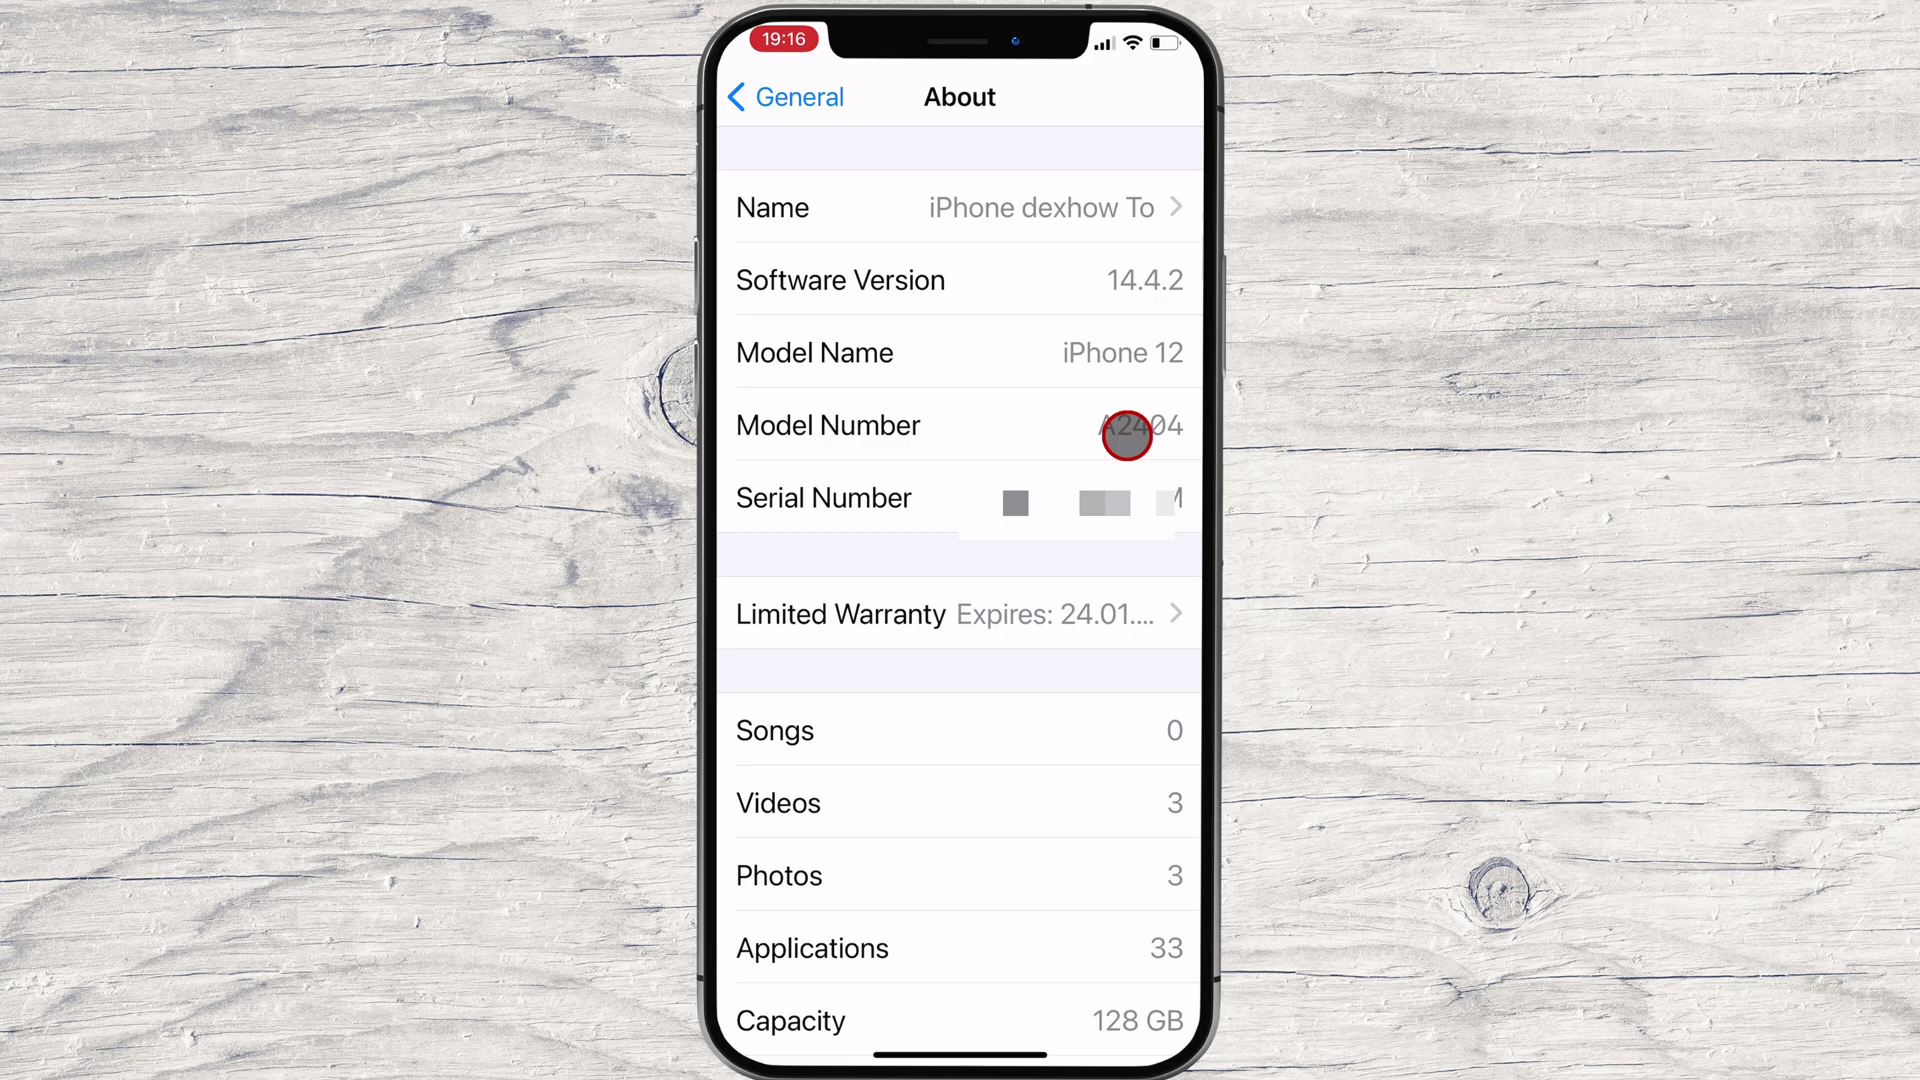 19:16
General
About
Name iPhone dexhow To
Software Version 14.4.2
Model Name iPhone 12
Model Number A2404
Serial Number
Limited Warranty Expires: 24.01....
Songs 0
Videos 3
Photos 3
Applications 33
Capacity 128 GB